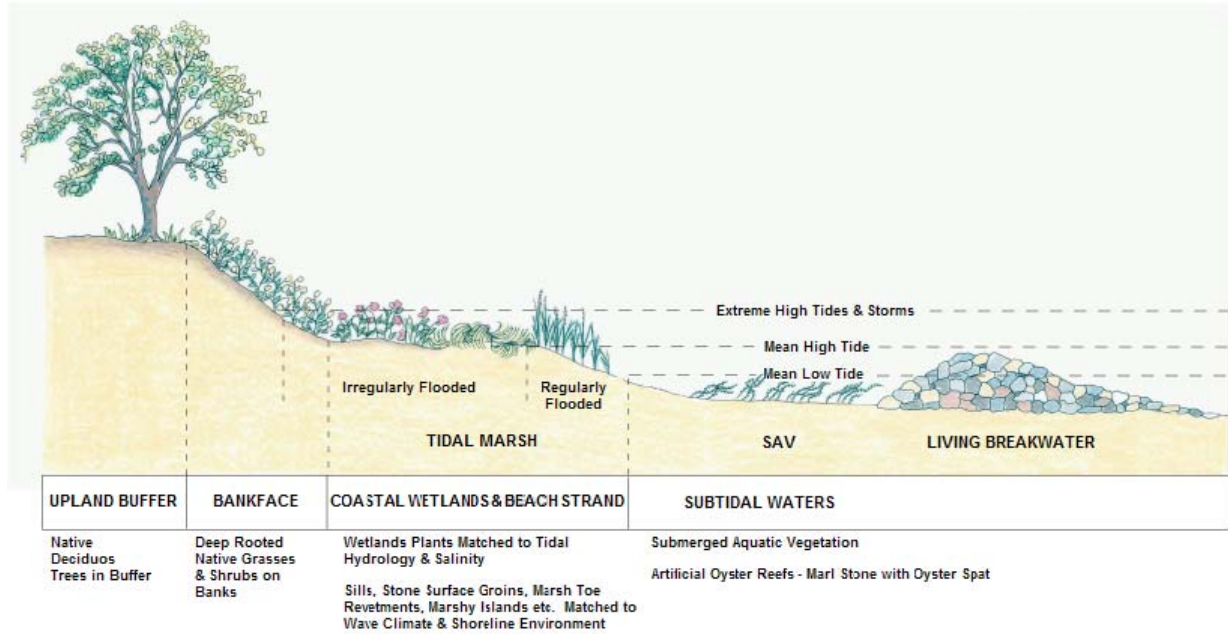 Extreme High Tides & Storms
Mean High Tide
Mean Low Tide
Irregularly Flooded
Regularly
Flooded
TIDAL MARSH
SAV
LIVING BREAKWATER
UPLAND BUFFER
BANKFACE
COASTAL WETLANDS & BEACH STRAND
SUBTIDAL WATERS
Native
Deciduos
Trees in Buffer
Deep Rooted
Native Grasses
& Shrubs on
Banks
Wetlands Plants Matched to Tidal
Hydrology & Salinity
Sills, Stone Surface Groins, Marsh Toe
Revetments, Marshy Islands etc. Matched to
Wave Climate & Shoreline Environment
Submerged Aquatic Vegetation
Artificial Oyster Reefs - Marl Stone with Oyster Spat